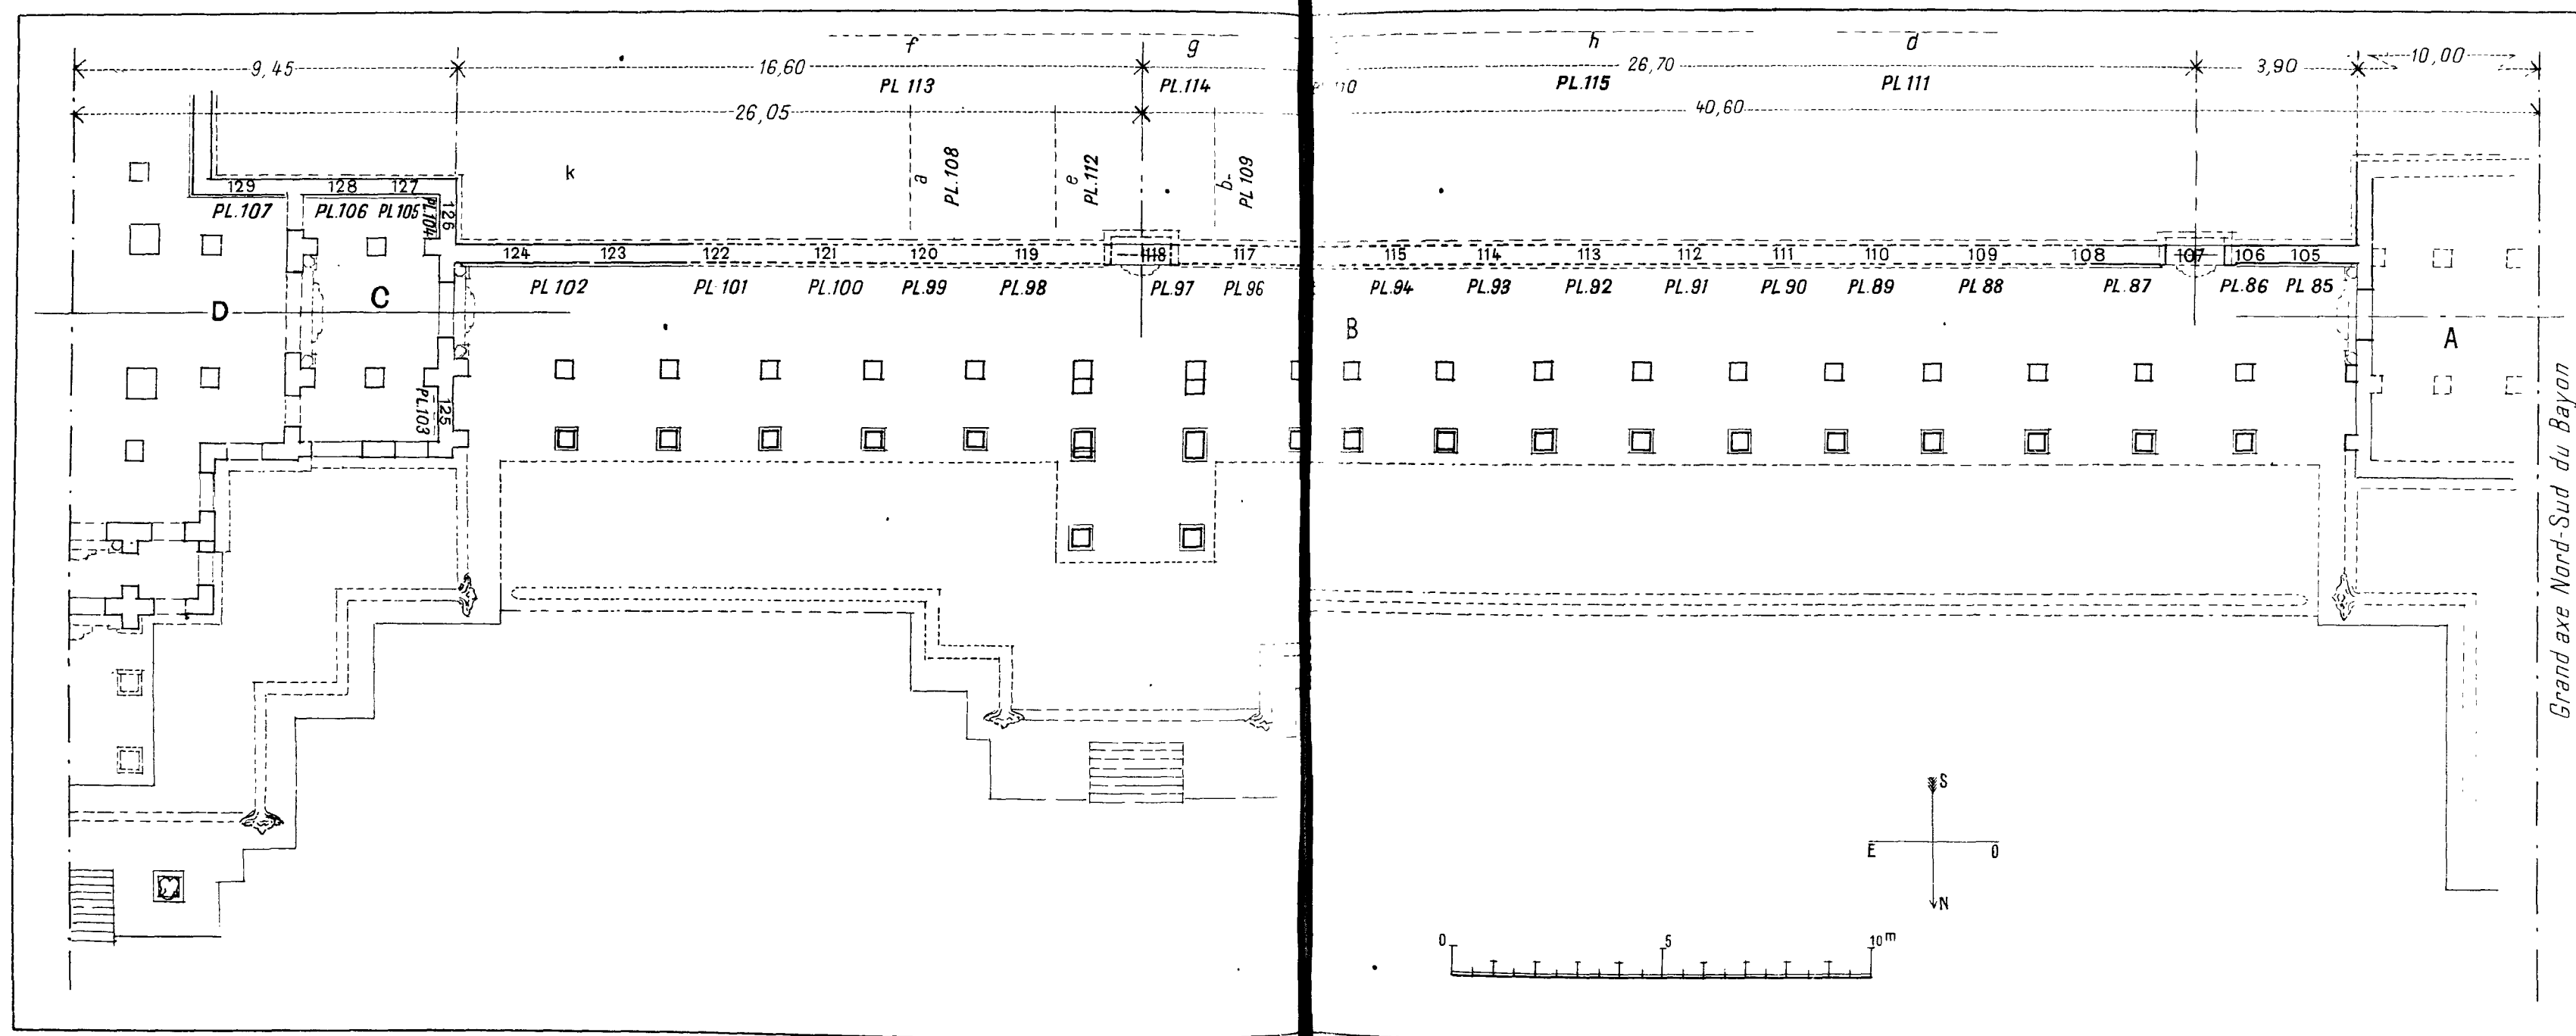 f g h d
9,45 16,60 26,70 3,90 10,00
PL 113 PL.114 PL.115 PL 111
26,05 40,60
a PL.108
e PL.112
b- PL 109
k
129 128 127
PL.107 PL.106 PL 105 PL.104 126
124 123 122 121 120 119 118 117 115 114 113 112 111 110 109 108 107 106 105
PL 102 PL 101 PL.100 PL.99 PL.98 PL.97 PL 96 PL.94 PL.93 PL.92 PL.91 PL 90 PL.89 PL 88 PL.87 PL.86 PL 85
D C B A
PL.103 125
Grand axe Nord-Sud du Bayon
S
E O
N
0 5 10 m